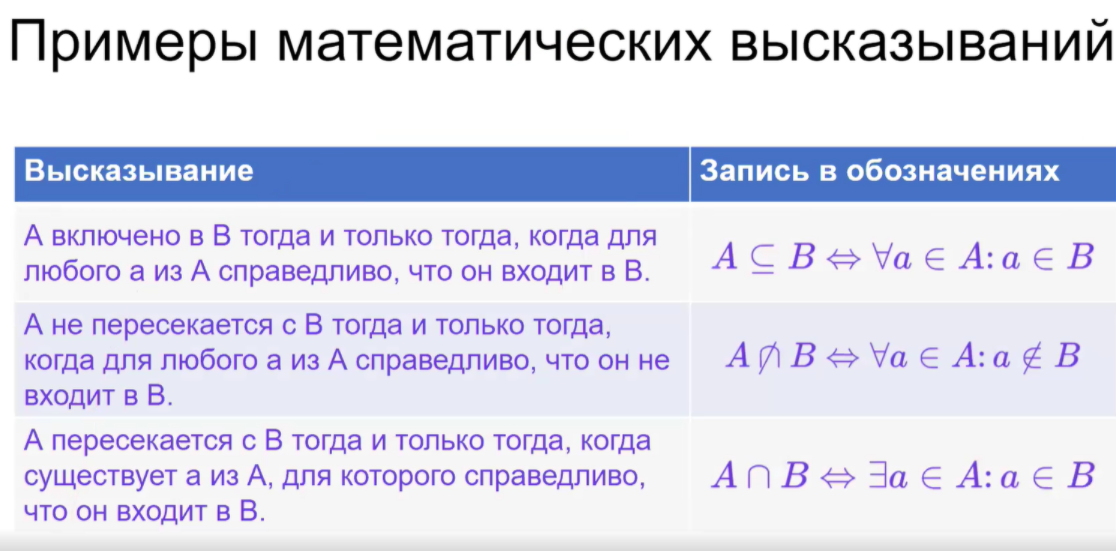 Примеры математических высказываний
Высказывание
Запись в обозначениях
А включено в В тогда и только тогда, когда для
любого а из А справедливо, что он входит в В.
A ⊆ B ⇔ ∀a ∈ A: a ∈ B
А не пересекается с В тогда и только тогда,
когда для любого а из А справедливо, что он не
входит в В.
A ∩̸ B ⇔ ∀a ∈ A: a ∉ B
А пересекается с В тогда и только тогда, когда
существует а из А, для которого справедливо,
что он входит в В.
A ∩ B ⇔ ∃a ∈ A: a ∈ B